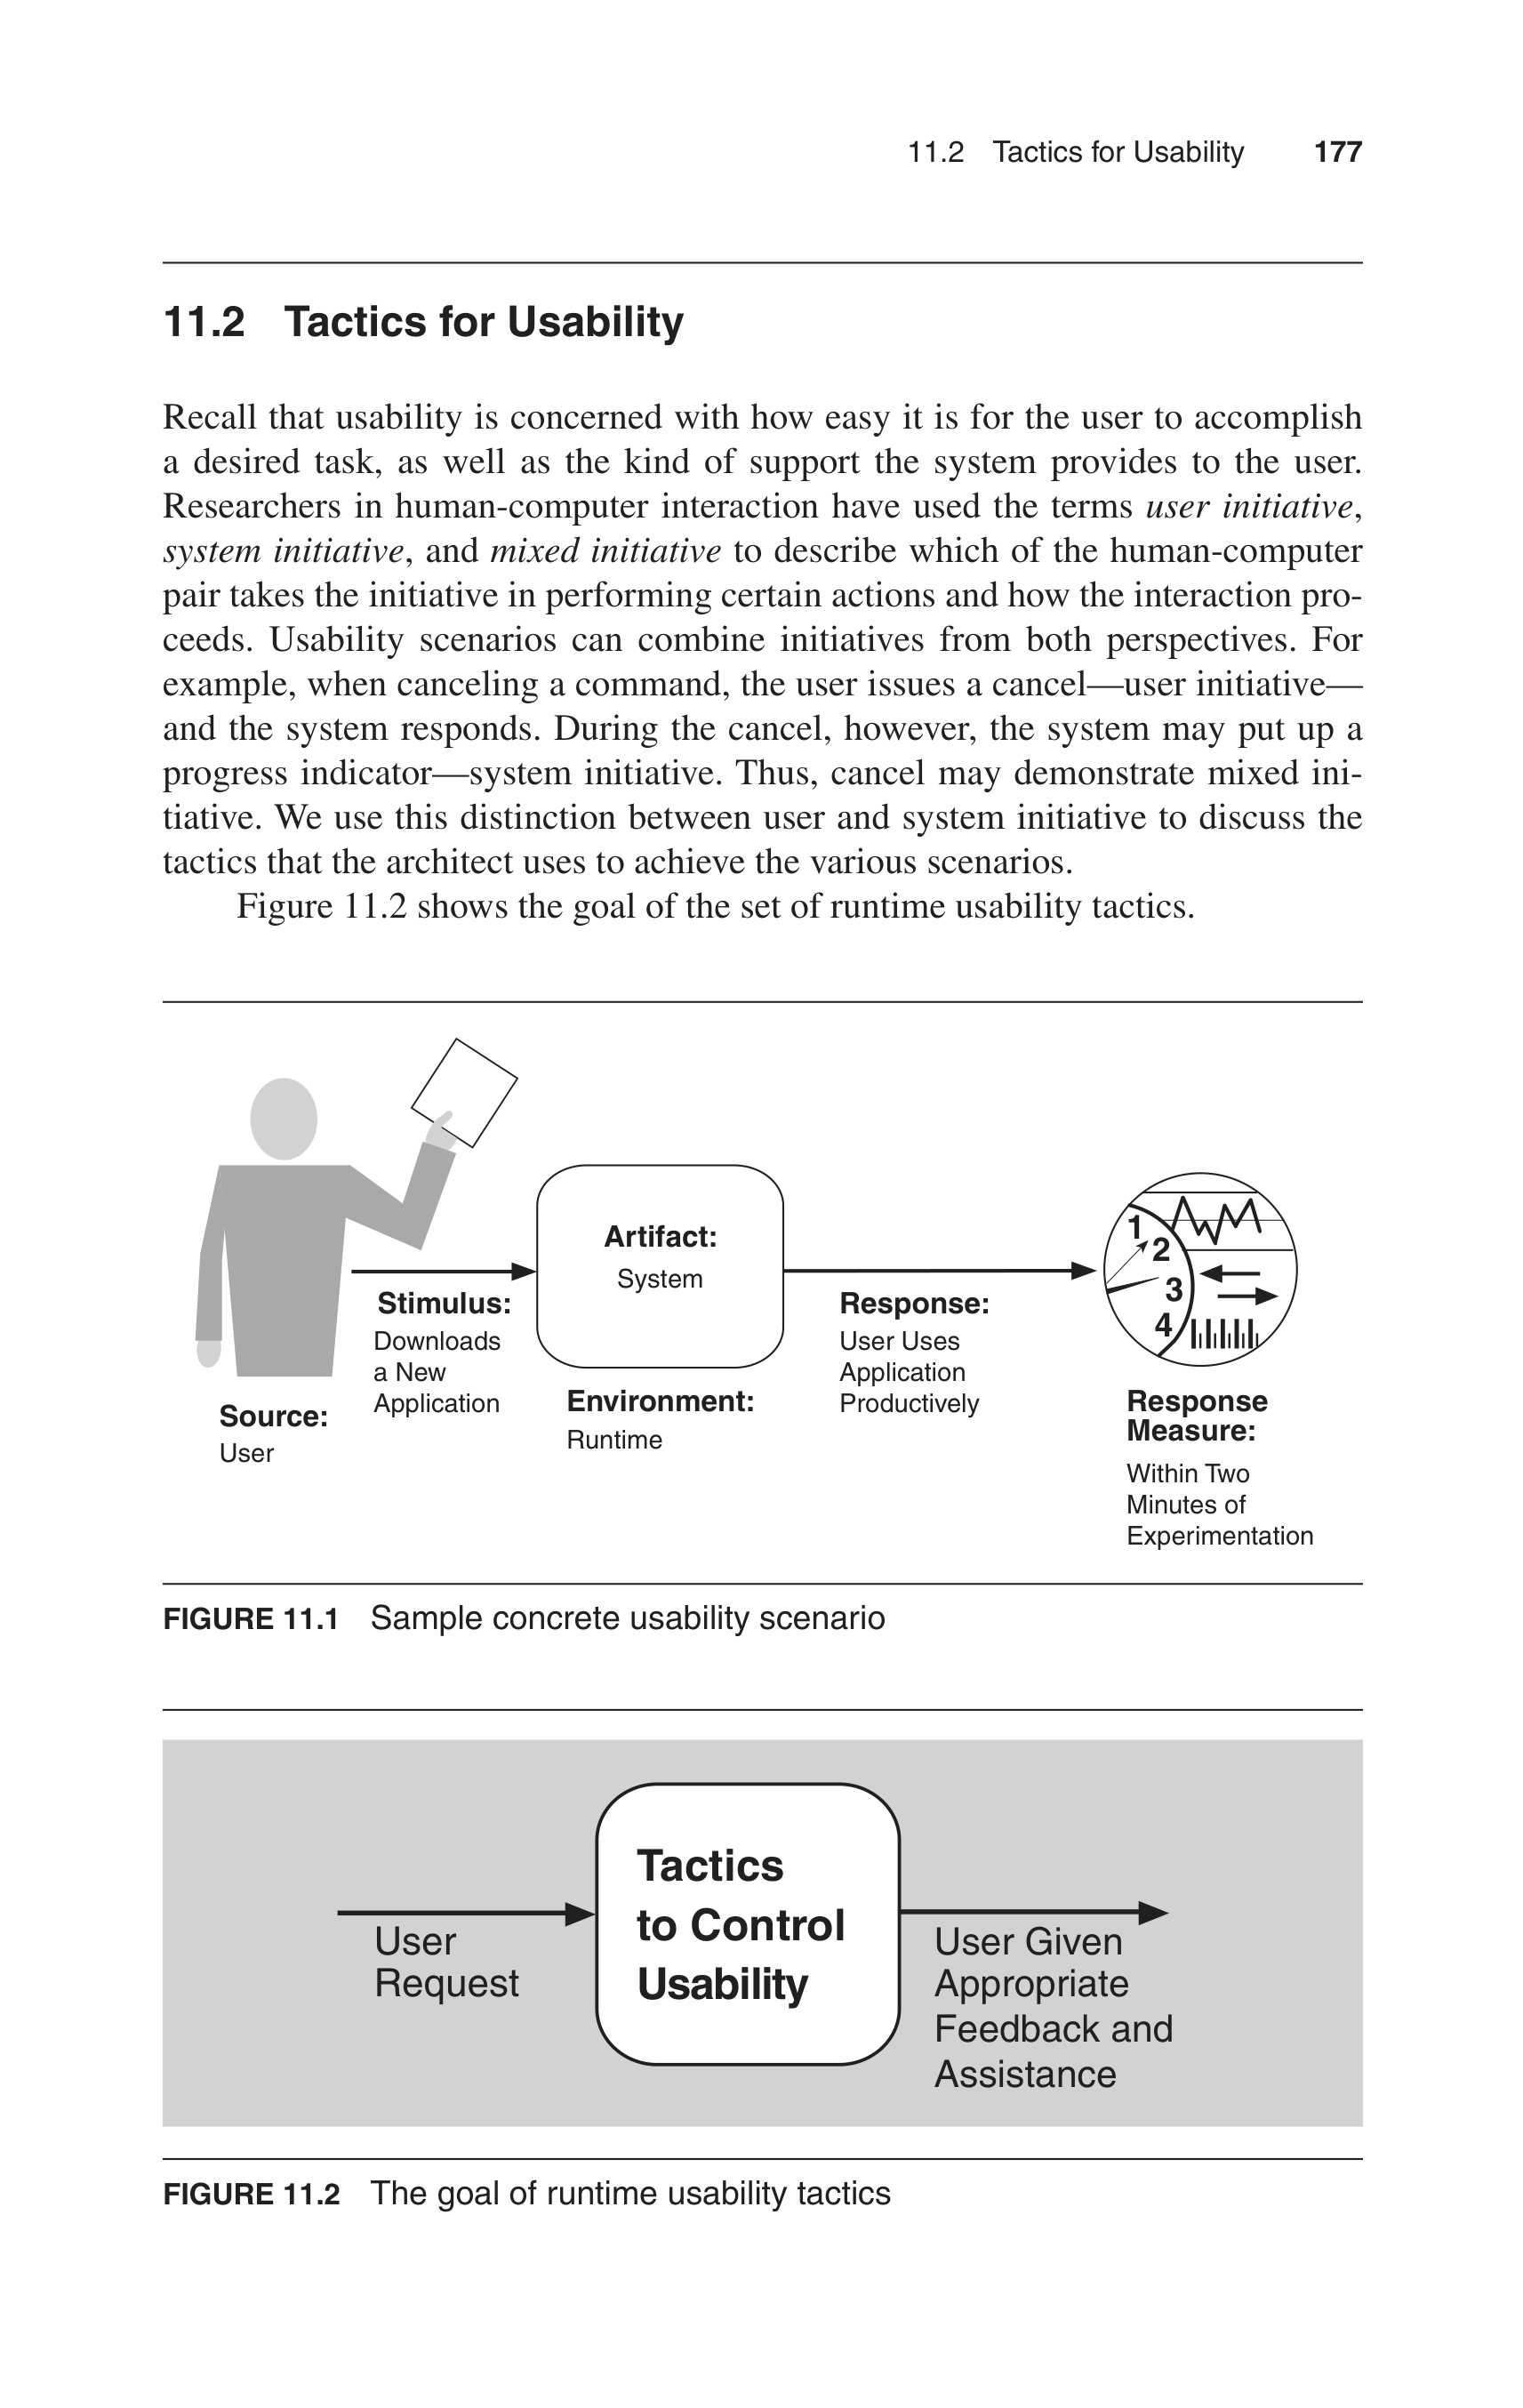 11.2 Tactics for Usability 177
11.2 Tactics for Usability
Recall that usability is concerned with how easy it is for the user to accomplish
a desired task, as well as the kind of support the system provides to the user.
Researchers in human-computer interaction have used the terms user initiative,
system initiative, and mixed initiative to describe which of the human-computer
pair takes the initiative in performing certain actions and how the interaction pro-
ceeds. Usability scenarios can combine initiatives from both perspectives. For
example, when canceling a command, the user issues a cancel—user initiative—
and the system responds. During the cancel, however, the system may put up a
progress indicator—system initiative. Thus, cancel may demonstrate mixed ini-
tiative. We use this distinction between user and system initiative to discuss the
tactics that the architect uses to achieve the various scenarios.
Figure 11.2 shows the goal of the set of runtime usability tactics.
Source:
User
Stimulus:
Downloads
a New
Application
Artifact:
System
Environment:
Runtime
Response:
User Uses
Application
Productively
1
2
3
4
Response
Measure:
Within Two
Minutes of
Experimentation
FIGURE 11.1 Sample concrete usability scenario
User
Request
Tactics
to Control
Usability
User Given
Appropriate
Feedback and
Assistance
FIGURE 11.2 The goal of runtime usability tactics